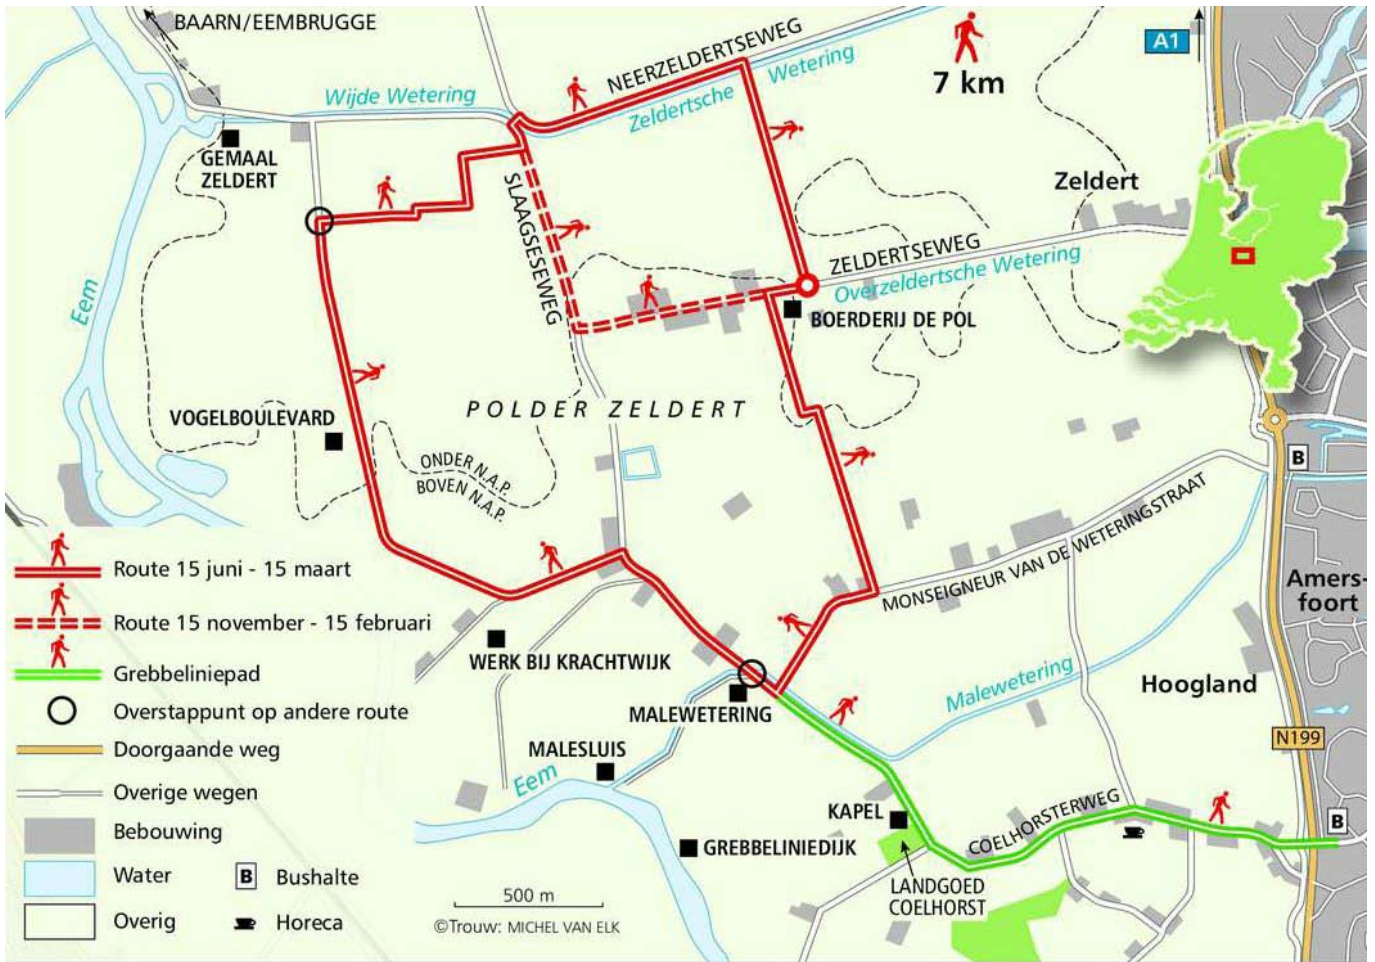 BAARN/EEMBRUGGE
NEERZELDERTSEWEG
A1
7 km
Wijde Wetering
Zeldertsche Wetering
GEMAAL
ZELDERT
Zeldert
SLAAGSESEWEG
ZELDERTSEWEG
Overzeldertsche Wetering
Eem
BOERDERIJ DE POL
VOGELBOULEVARD
POLDER ZELDERT
ONDER N.A.P.
BOVEN N.A.P.
B
MONSEIGNEUR VAN DE WETERINGSTRAAT
Amers-
foort
WERK BIJ KRACHTWIJK
Malewetering
Hoogland
MALEWETERING
N199
MALESLUIS
Eem
KAPEL
COELHORSTERWEG
B
GREBBELINIEDIJK
LANDGOED
COELHORST
500 m
©Trouw: MICHEL VAN ELK
Route 15 juni - 15 maart
Route 15 november - 15 februari
Grebbeliniepad
Overstappunt op andere route
Doorgaande weg
Overige wegen
Bebouwing
Water
B Bushalte
Overig
Horeca